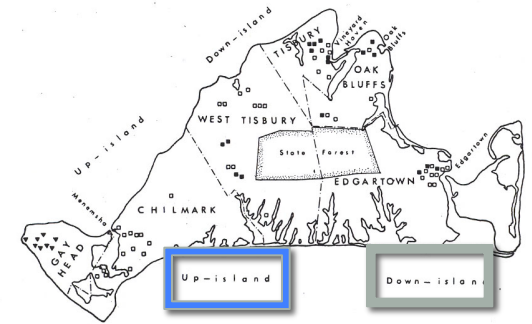 Down-island
TISBURY
Vineyard
Haven
Oak
Bluffs
OAK
BLUFFS
Up-island
WEST TISBURY
State Forest
Edgartown
EDGARTOWN
Menemsha
CHILMARK
GAY
HEAD
Up-island
Down-islan